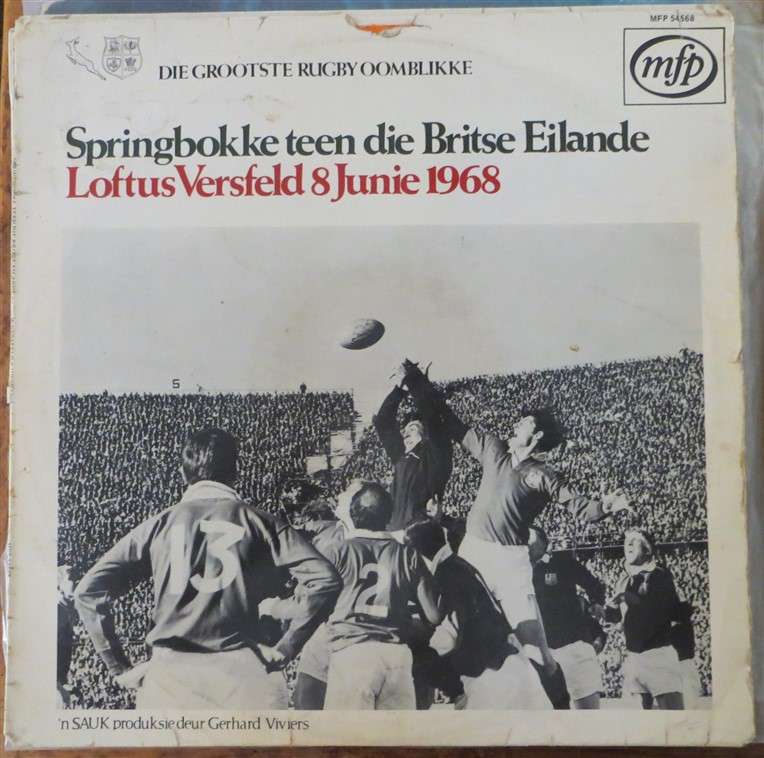 MFP 54568
mfp
DIE GROOTSTE RUGBY OOMBLIKKE
Springbokke teen die Britse Eilande
Loftus Versfeld 8 Junie 1968
S
13
2
'n SAUK produksie deur Gerhard Viviers